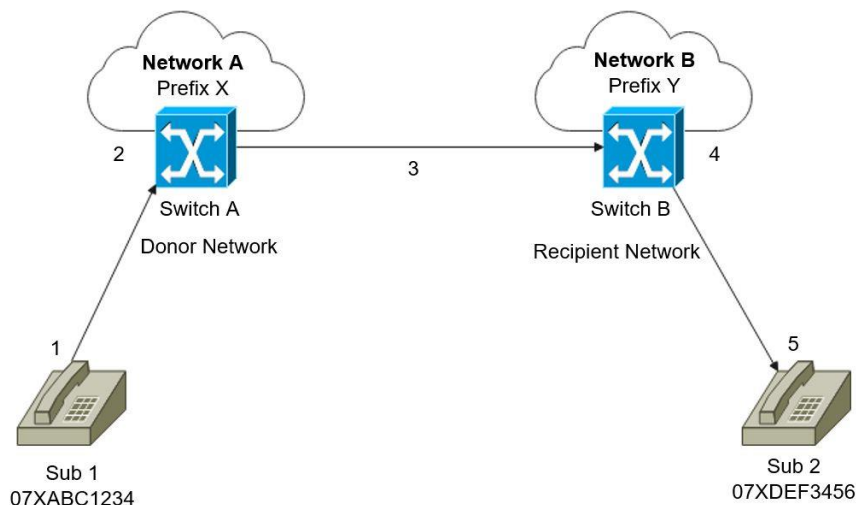 Network A
Prefix X
Network B
Prefix Y
2
3
4
Switch A
Switch B
Donor Network
Recipient Network
1
5
Sub 1
07XABC1234
Sub 2
07XDEF3456